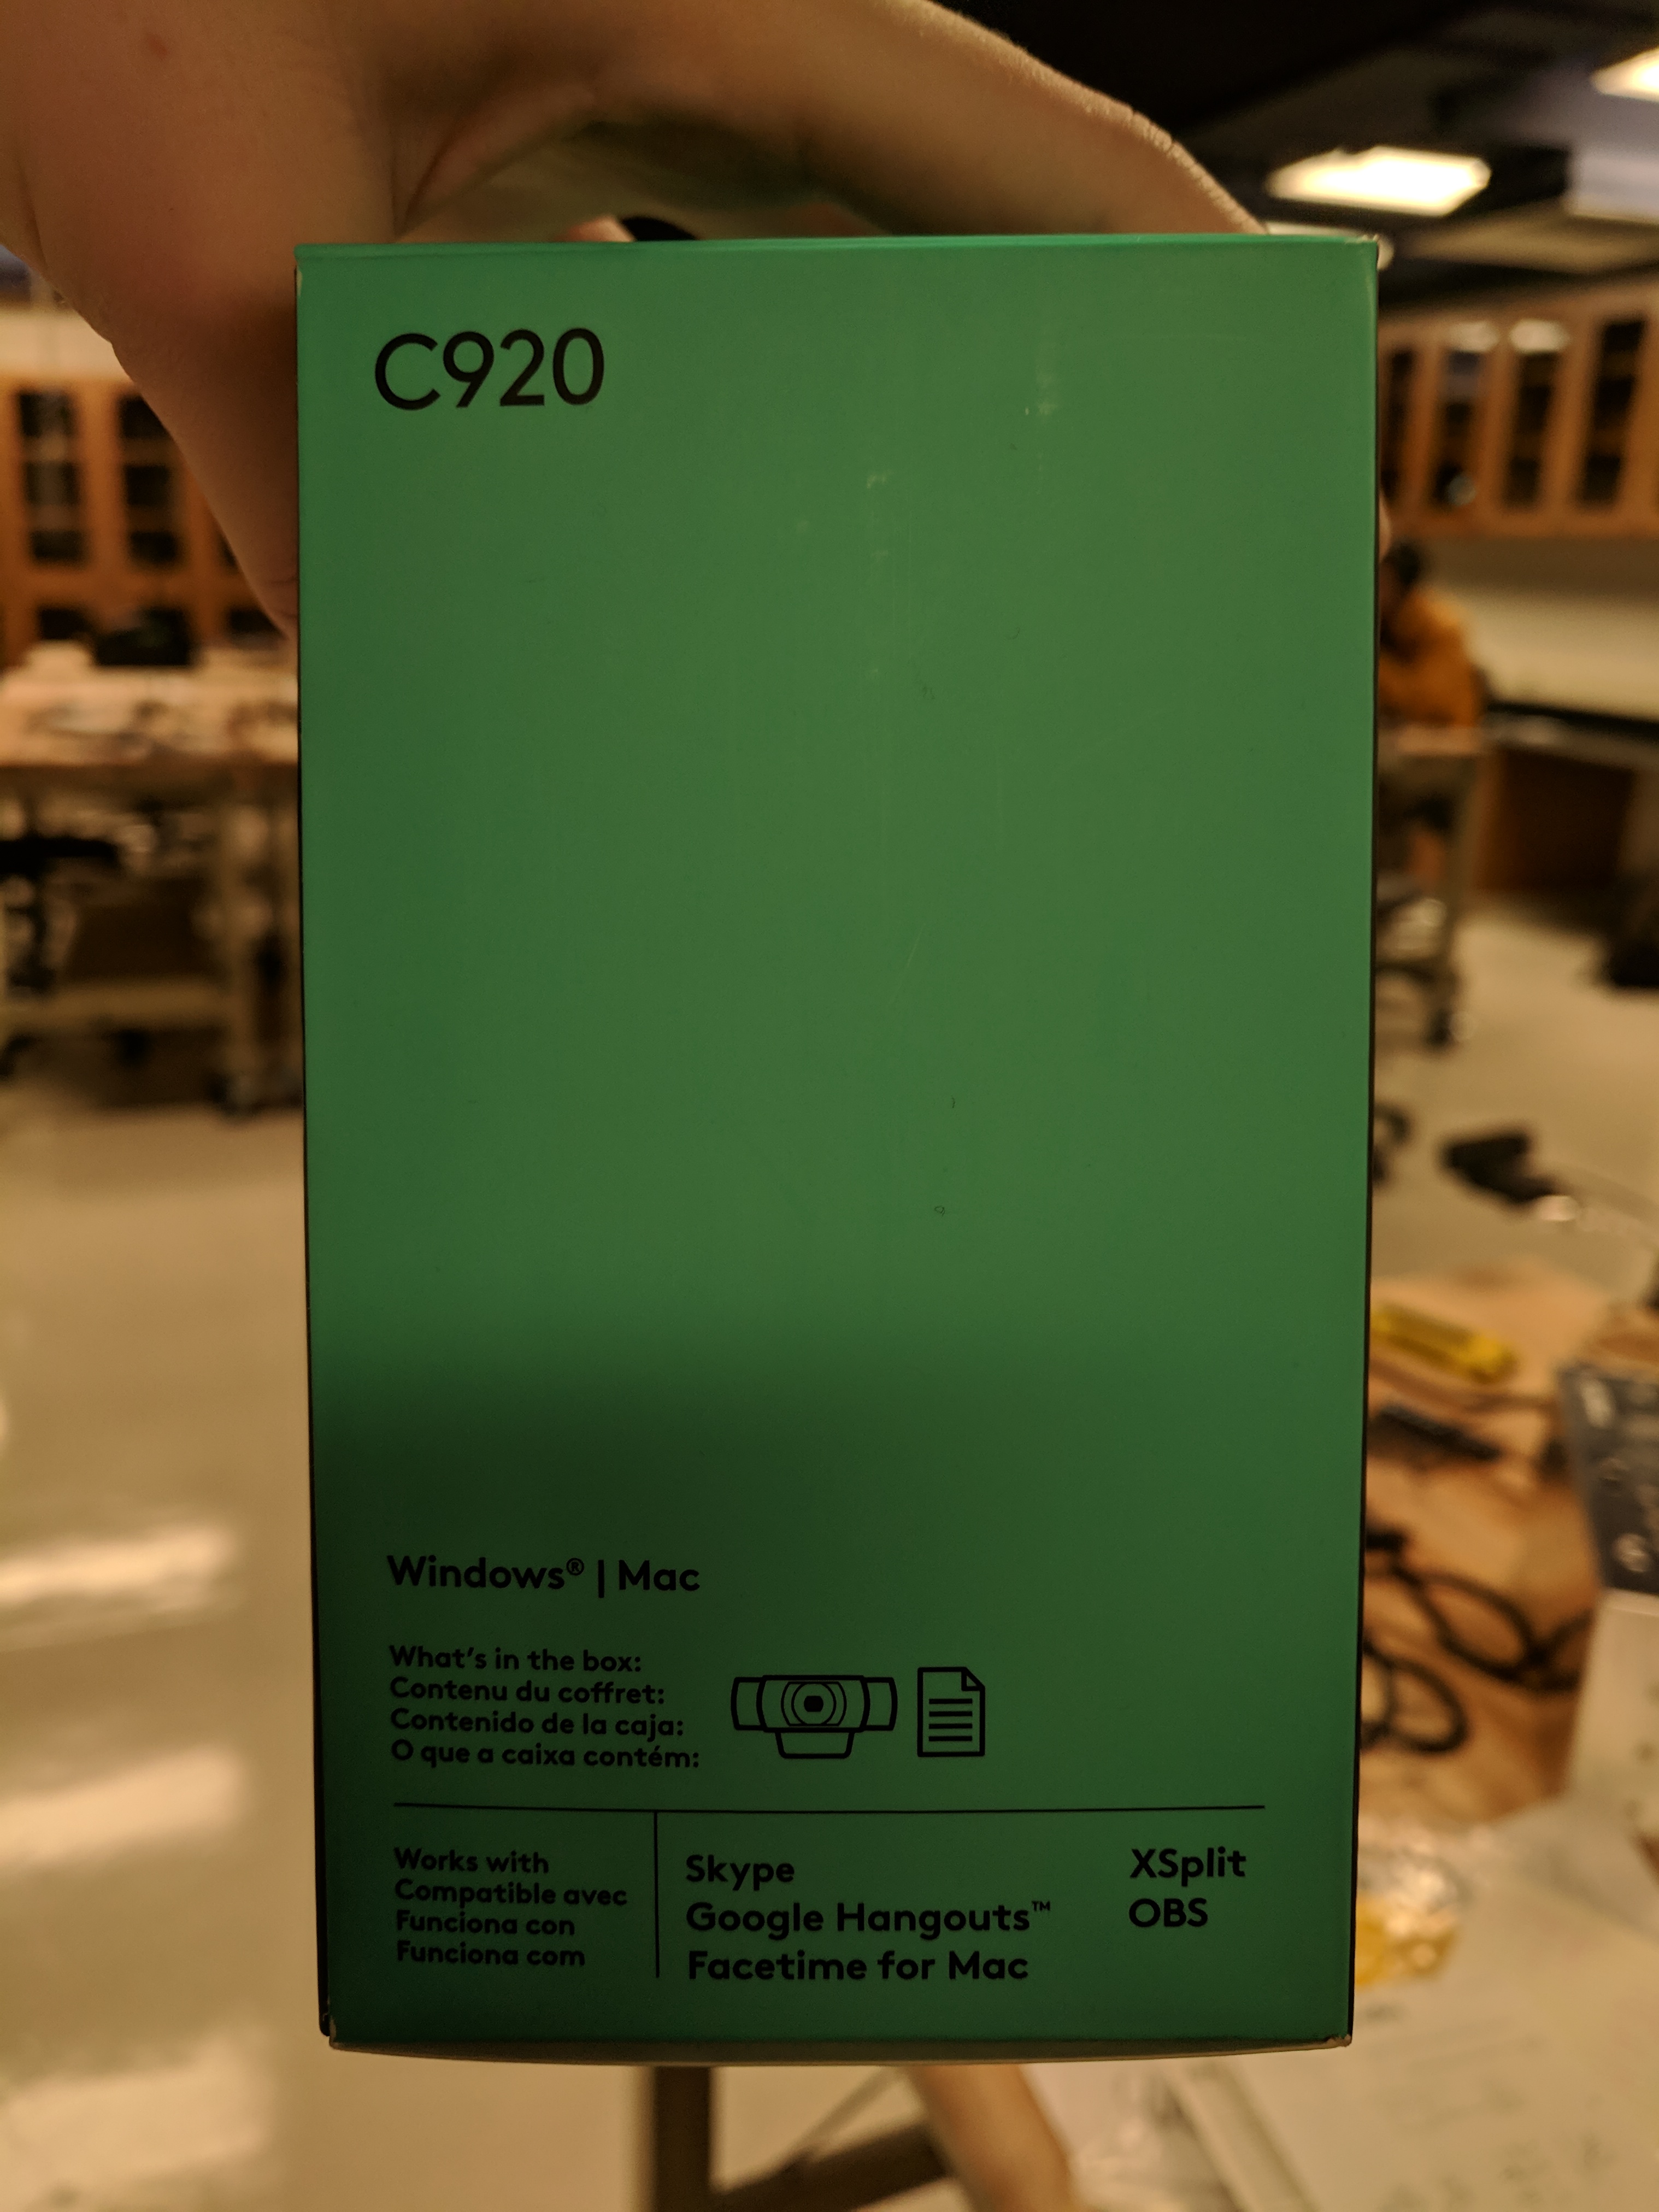 C920
Windows® | Mac
What's in the box:
Contenu du coffret:
Contenido de la caja:
O que a caixa contém:
Works with
Compatible avec
Funciona con
Funciona com
Skype
Google Hangouts™
Facetime for Mac
XSplit
OBS